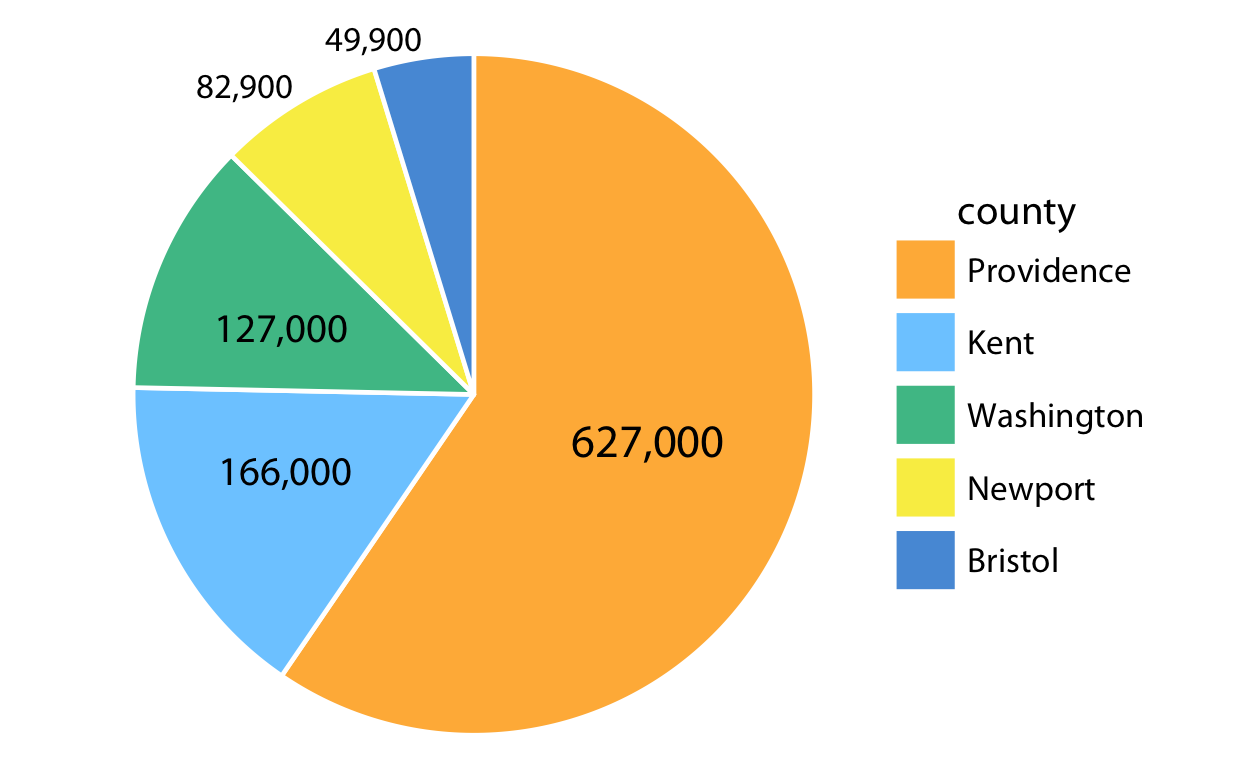 49,900
82,900
127,000
166,000
627,000
county
Providence
Kent
Washington
Newport
Bristol